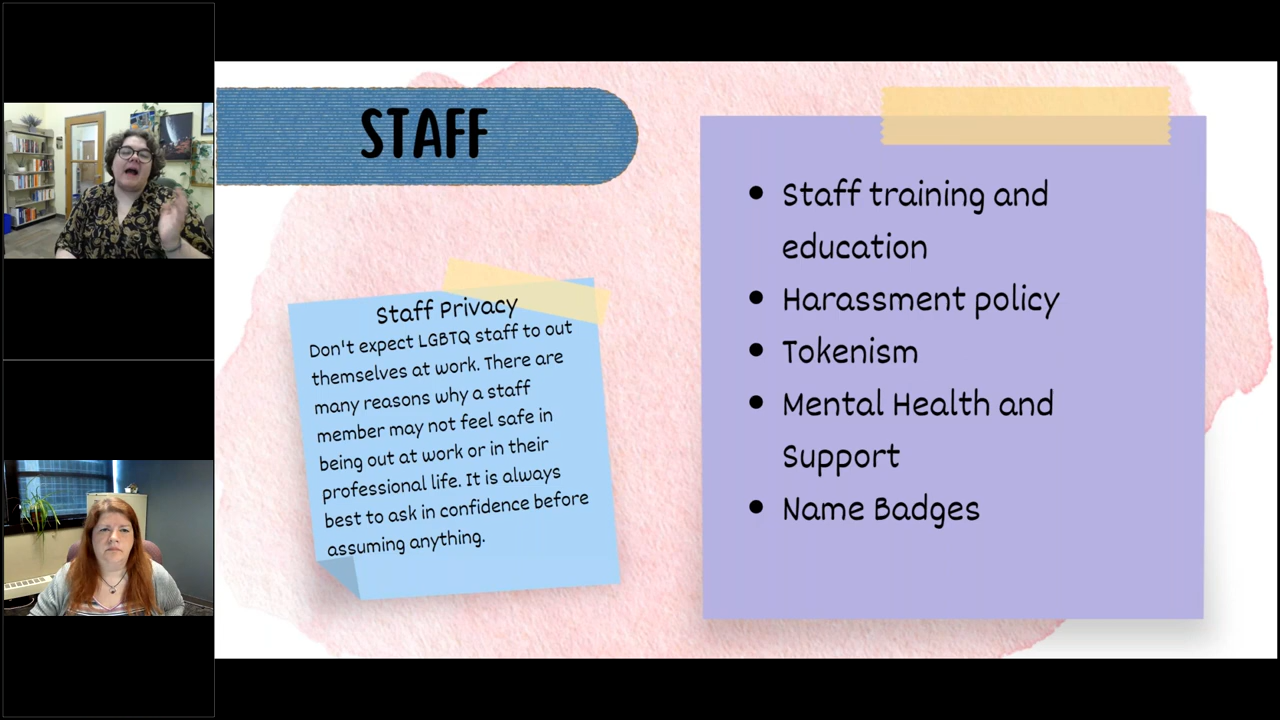 STAFF
Staff Privacy
Don't expect LGBTQ staff to out
themselves at work. There are
many reasons why a staff
member may not feel safe in
being out at work or in their
professional life. It is always
best to ask in confidence before
assuming anything.
• Staff training and
education
• Harassment policy
• Tokenism
• Mental Health and
Support
• Name Badges